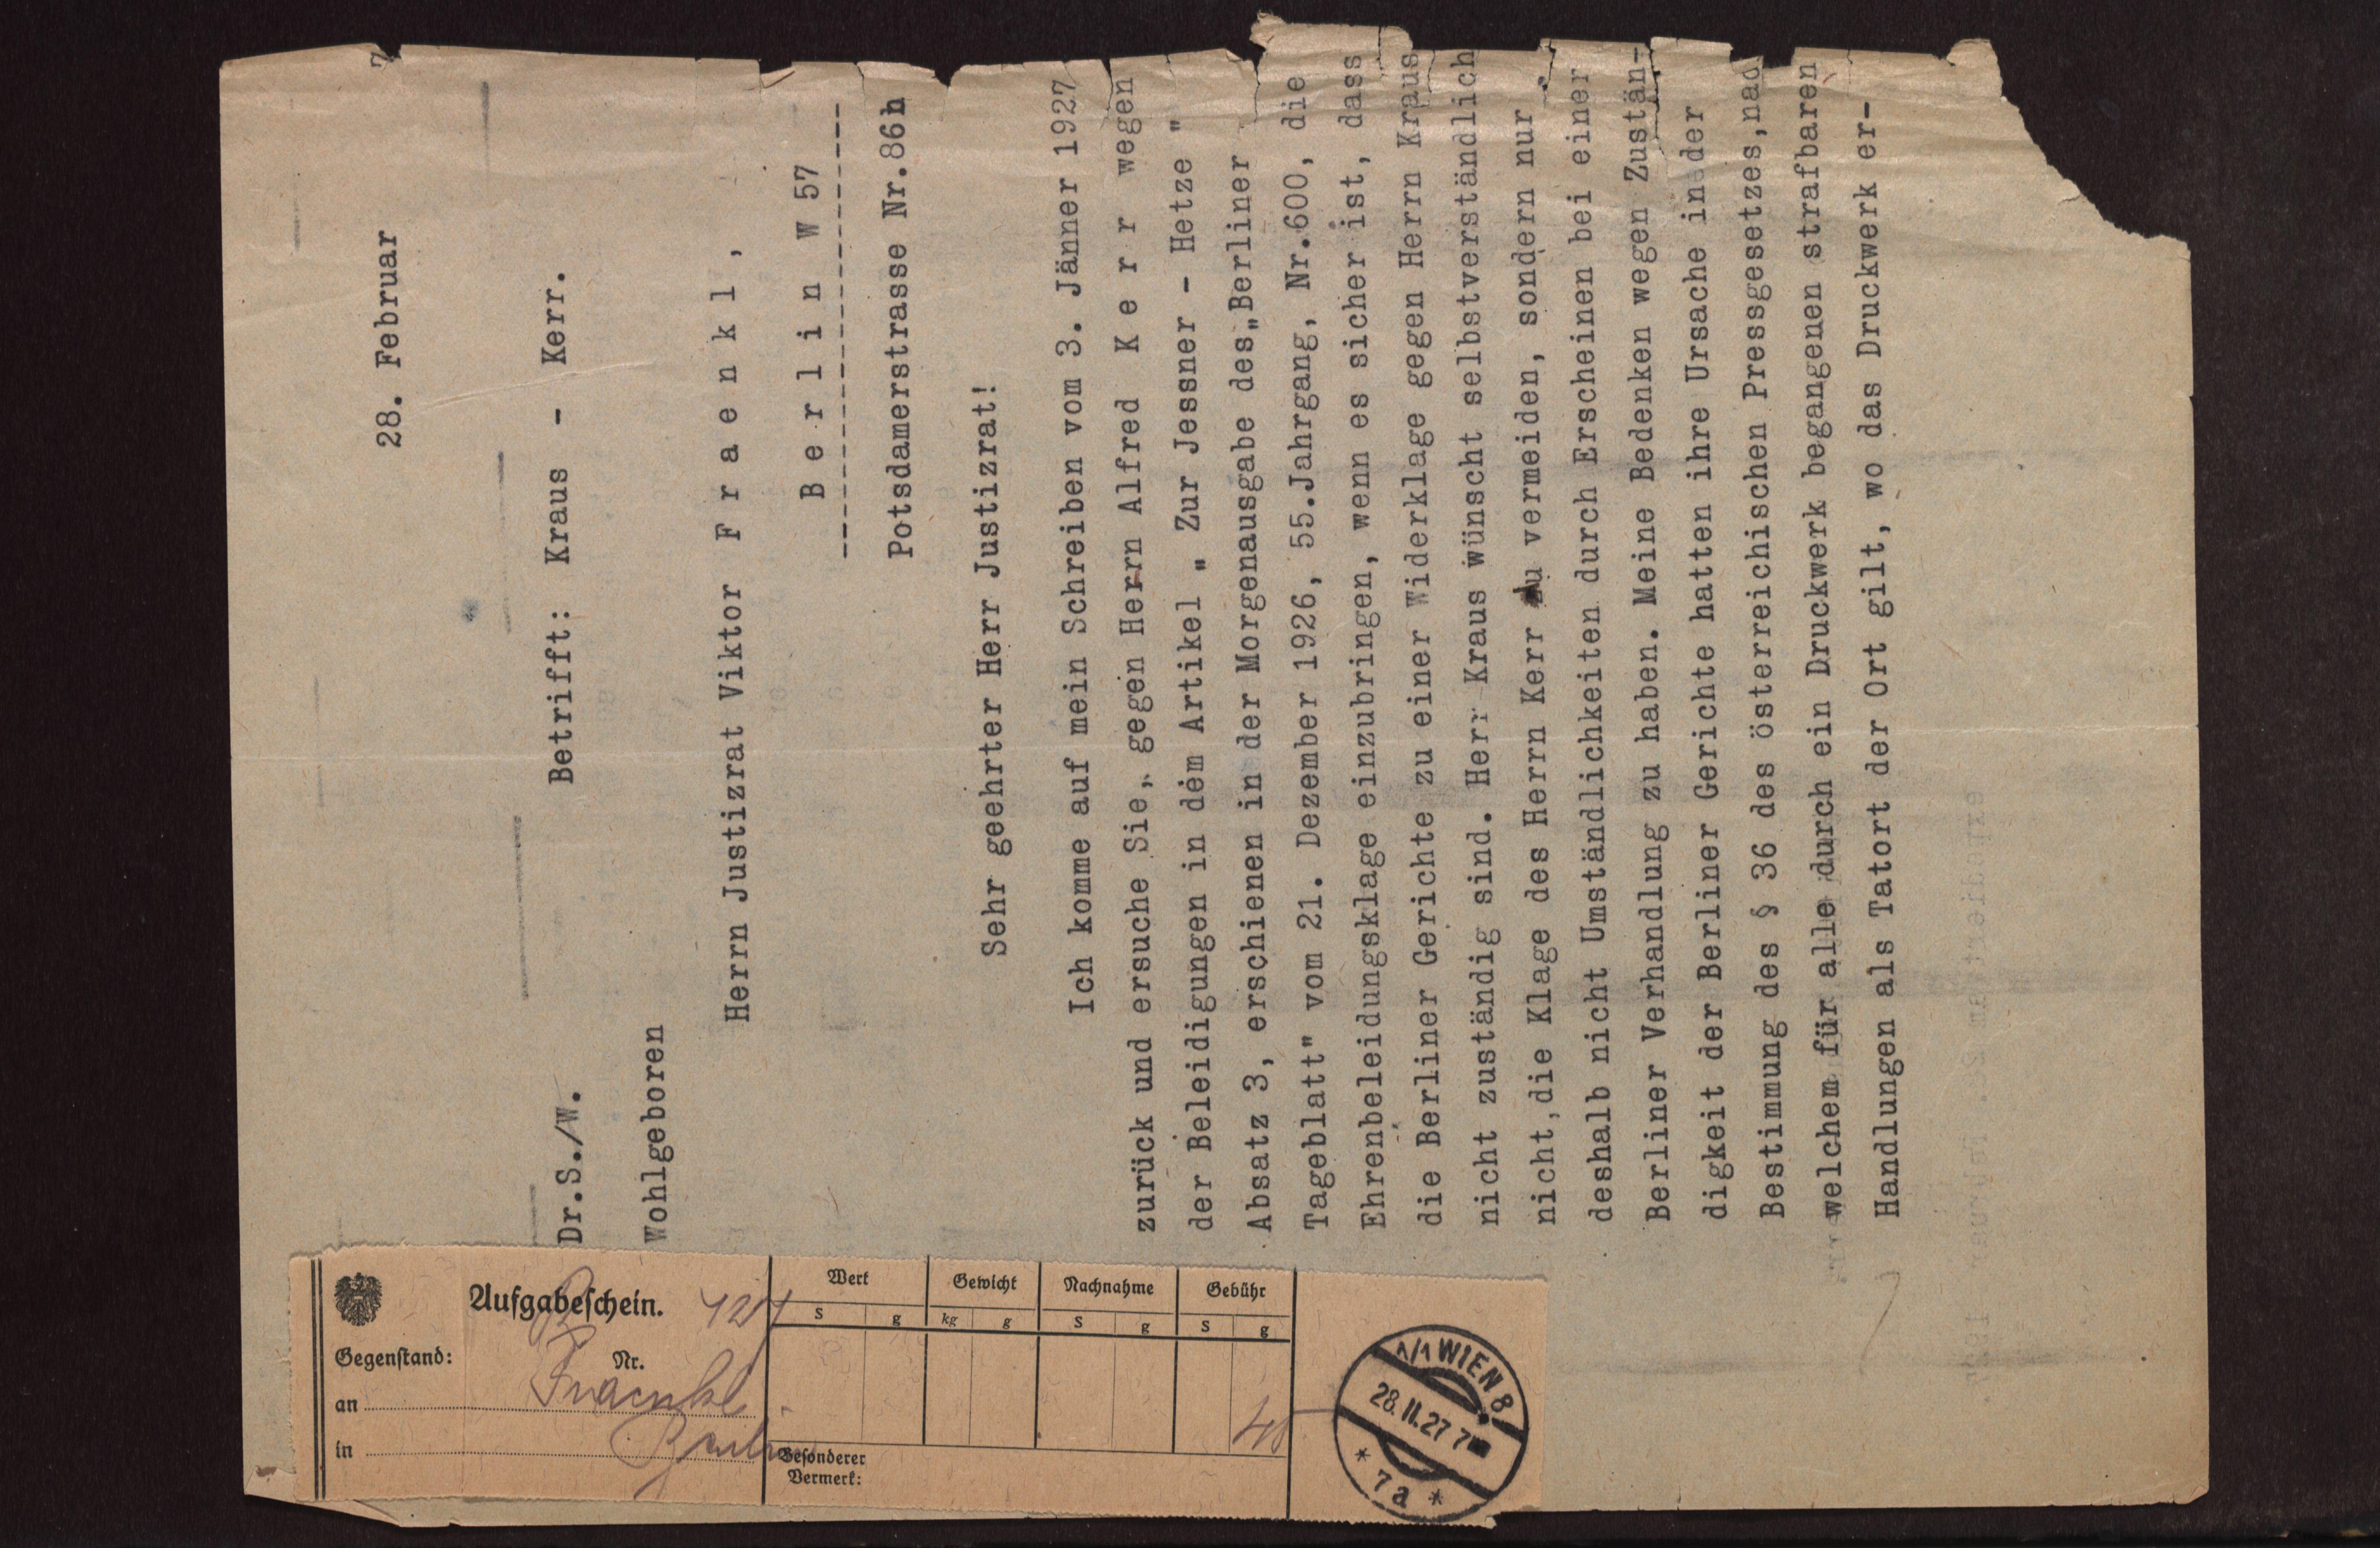 28. Februar 7
Dr.S./W. Betrifft: Kraus - Kerr.
Wohlgeboren
Herrn Justizrat Viktor F r a e n k l ,
B e r l i n W 57
Potsdamerstrasse Nr.86h
Sehr geehrter Herr Justizrat!
Ich komme auf mein Schreiben vom 3. Jänner 1927
zurück und ersuche Sie, gegen Herrn Alfred K e r r wegen
der Beleidigungen in dem Artikel „ Zur Jessner - Hetze "
Absatz 3, erschienen in der Morgenausgabe des„Berliner
Tageblatt" vom 21. Dezember 1926, 55.Jahrgang, Nr.600, die
Ehrenbeleidungsklage einzubringen, wenn es sicher ist, dass
die Berliner Gerichte zu einer Widerklage gegen Herrn Kraus
nicht zuständig sind. Herr Kraus wünscht selbstverständlich
nicht,die Klage des Herrn Kerr zu vermeiden, sondern nur
deshalb nicht Umständlichkeiten durch Erscheinen bei einer
Berliner Verhandlung zu haben. Meine Bedenken wegen Zustän-
digkeit der Berliner Gerichte hatten ihre Ursache in der
Bestimmung des § 36 des österreichischen Pressgesetzes,nac
welchem für alle durch ein Druckwerk begangenen strafbaren
Handlungen als Tatort der Ort gilt, wo das Druckwerk er-
Aufgabeschein.
Gegenstand: Nr.
an Fraenkl
in Berlin
Wert Gewicht Nachnahme Gebühr
S g kg g S g S g
Besonderer
Vermerk:
1/1 WIEN 8
28.II.27 7
* 7a *